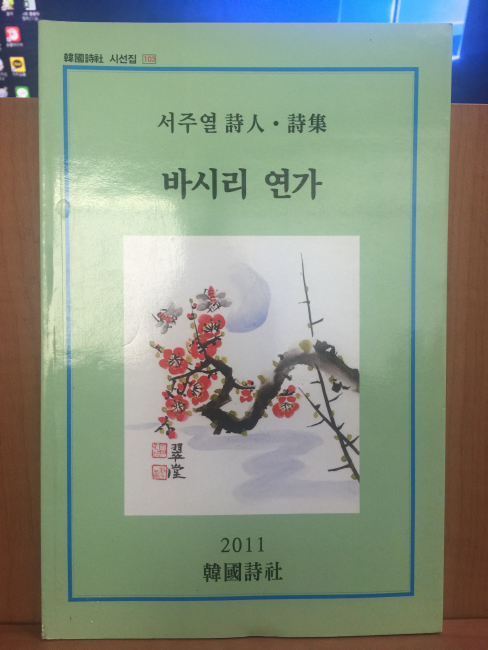 韓國詩社 시선집 103
서주열 詩人·詩集
바시리 연가
翠堂
2011
韓國詩社